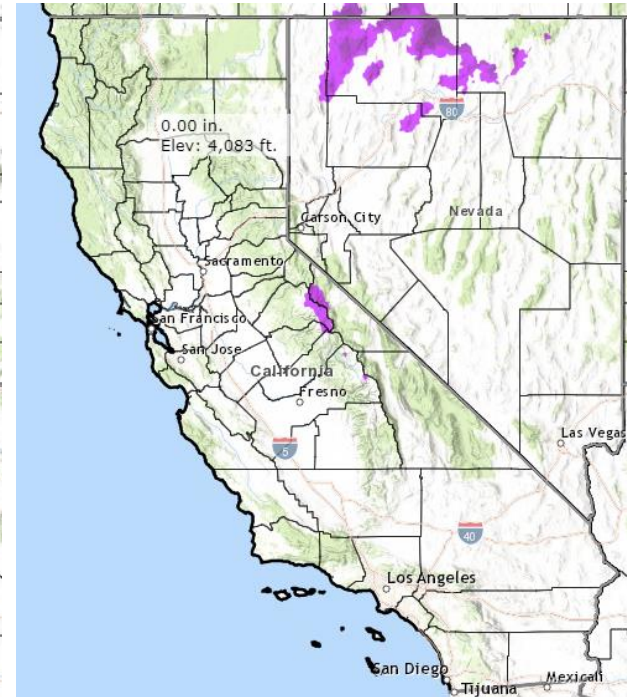 80
0.00 in.
Elev: 4,083 ft.
Nevada
Carson City
Sacramento
San Francisco
San Jose
California
Fresno
Las Vegas
5
40
Los Angeles
San Diego
Mexicali
Tijuana